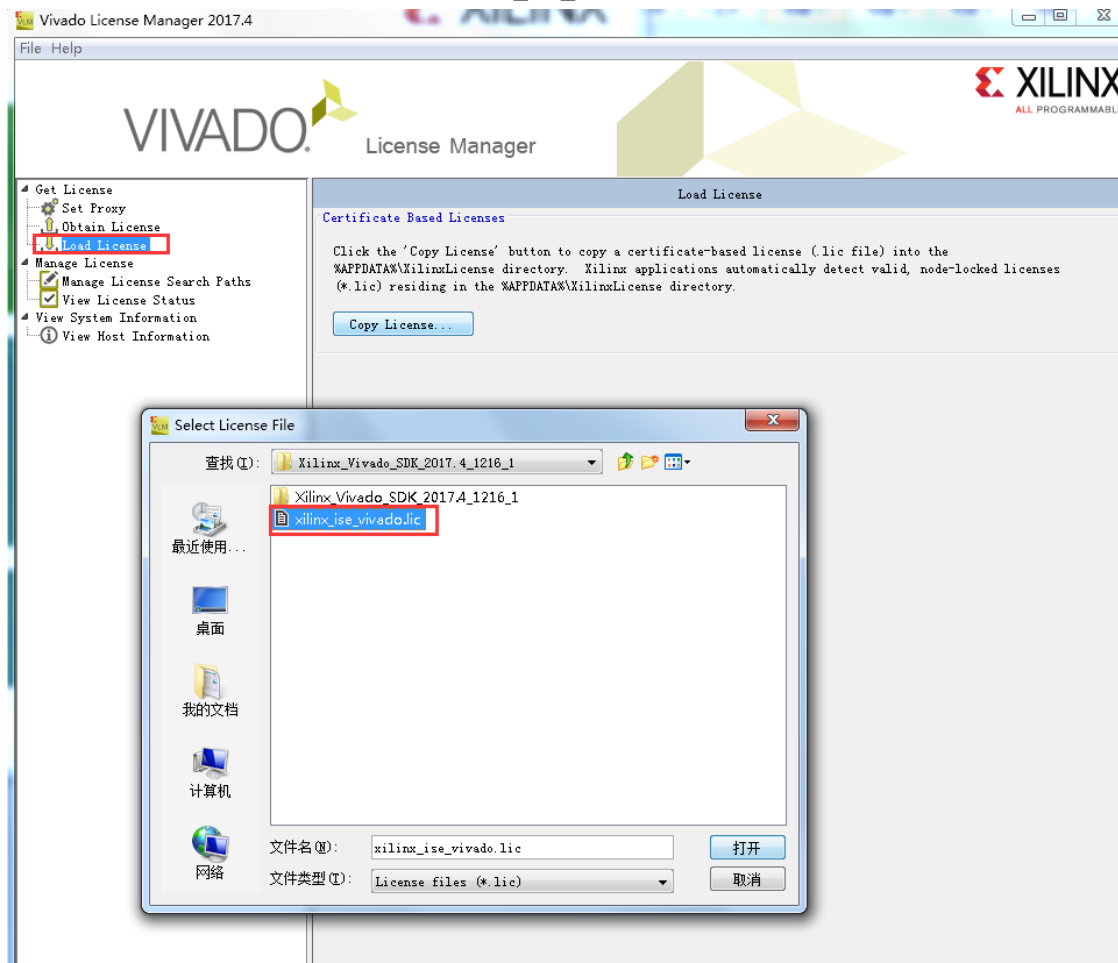 Vivado License Manager 2017.4
File Help
XILINX
ALL PROGRAMMABL
VIVADO.
License Manager
Get License
Set Proxy
Obtain License
Load License
Manage License
Manage License Search Paths
View License Status
View System Information
View Host Information
Load License
Certificate Based Licenses
Click the 'Copy License' button to copy a certificate-based license (.lic file) into the
%APPDATA%\XilinxLicense directory. Xilinx applications automatically detect valid, node-locked licenses
(*.lic) residing in the %APPDATA%\XilinxLicense directory.
Copy License...
VLM Select License File
查找(I):
Xilinx_Vivado_SDK_2017.4_1216_1
Xilinx_Vivado_SDK_2017.4_1216_1
xilinx_ise_vivado.lic
最近使用...
桌面
我的文档
计算机
网络
文件名(N):
xilinx_ise_vivado.lic
打开
文件类型(T):
License files (*.lic)
取消